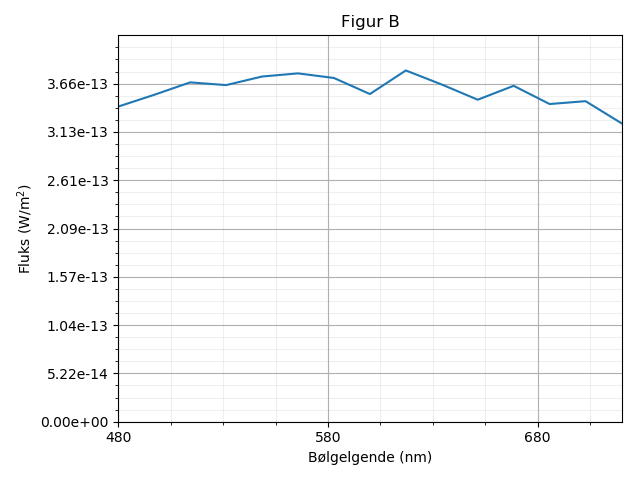 Figur B
Fluks (W/m²)
3.66e-13
3.13e-13
2.61e-13
2.09e-13
1.57e-13
1.04e-13
5.22e-14
0.00e+00
480 580 680
Bølgelgende (nm)